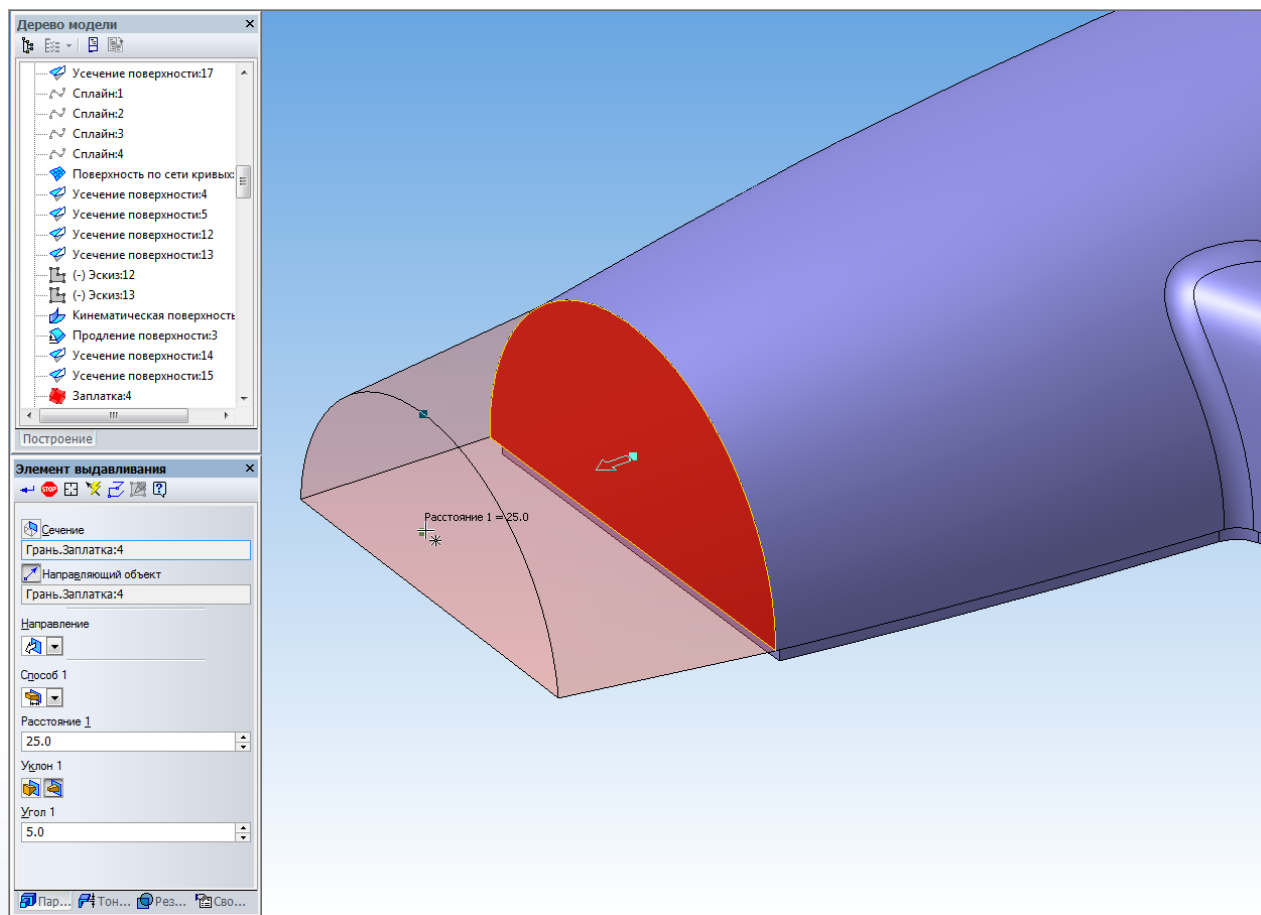 Дерево модели
Усечение поверхности:17
Сплайн:1
Сплайн:2
Сплайн:3
Сплайн:4
Поверхность по сети кривых:
Усечение поверхности:4
Усечение поверхности:5
Усечение поверхности:12
Усечение поверхности:13
(-) Эскиз:12
(-) Эскиз:13
Кинематическая поверхность
Продление поверхности:3
Усечение поверхности:14
Усечение поверхности:15
Заплатка:4
Построение
Элемент выдавливания
STOP
Сечение
Грань.Заплатка:4
Направляющий объект
Грань.Заплатка:4
Направление
Способ 1
Расстояние 1
25.0
Уклон 1
Угол 1
5.0
Пар... Тон... Рез... Сво...
Расстояние 1 = 25.0